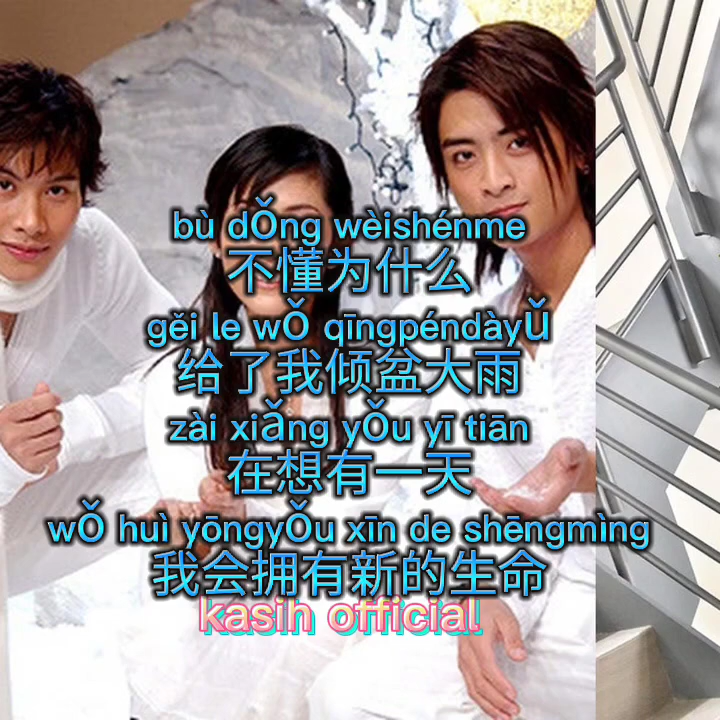 bù dǒng wèishénme
不懂为什么
gěi le wǒ qīngpéndàyǔ
给了我倾盆大雨
zài xiǎng yǒu yī tiān
在想有一天
wǒ huì yōngyǒu xīn de shēngmìng
我会拥有新的生命
kasih official